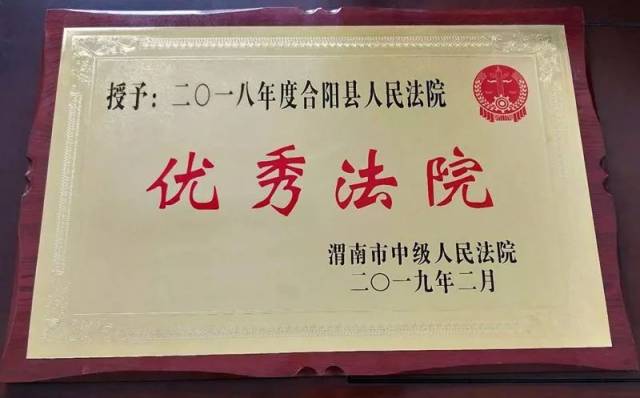 授予：二〇一八年度合阳县人民法院
优秀法院
渭南市中级人民法院
二〇一九年二月